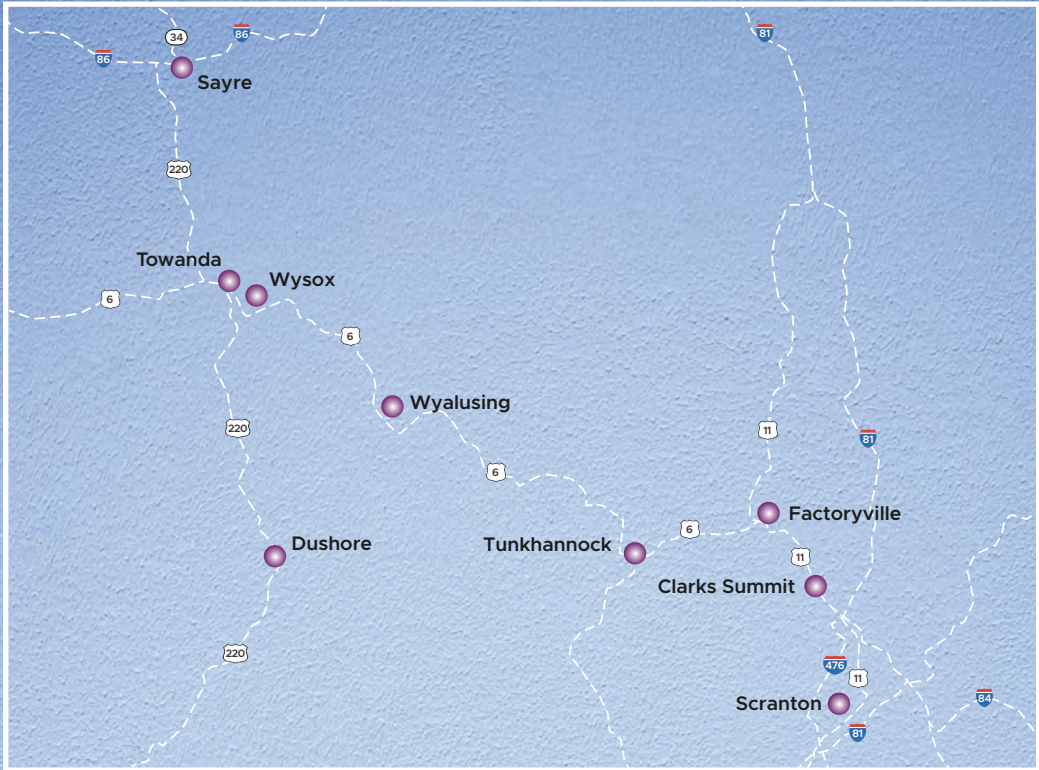 34
86
81
86
Sayre
220
Towanda
Wysox
6
6
Wyalusing
220
11
81
6
Factoryville
6
Dushore
Tunkhannock
11
Clarks Summit
220
476
11
Scranton
84
81